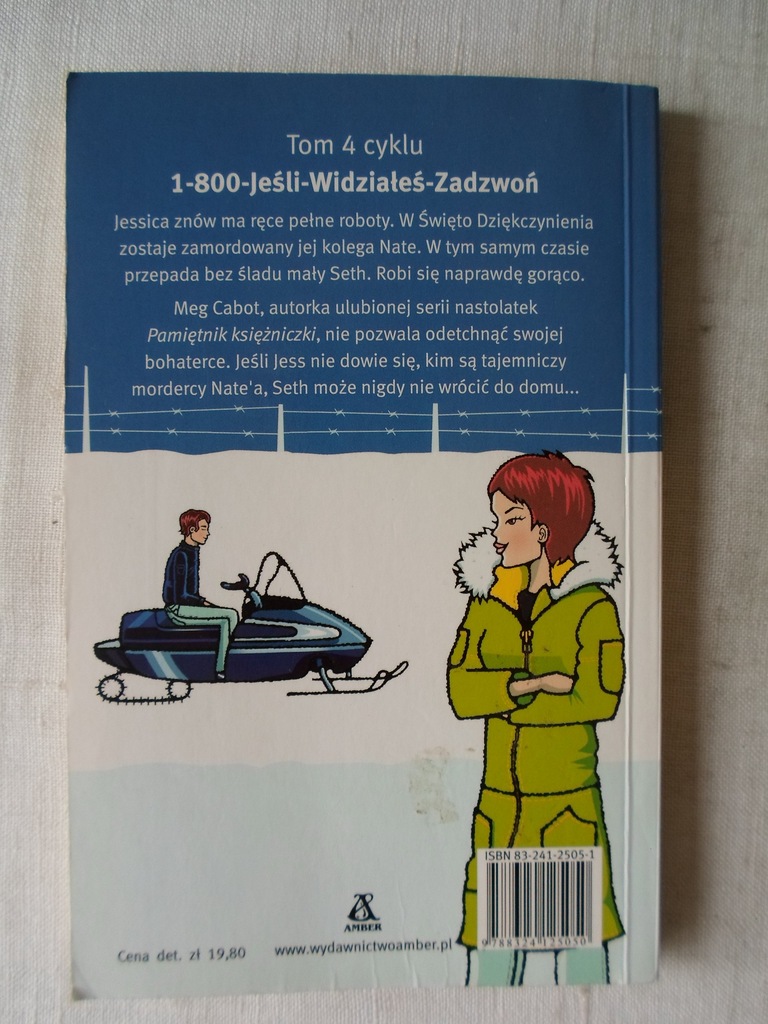 Tom 4 cyklu
1-800-Jeśli-Widziałeś-Zadzwoń
Jessica znów ma ręce pełne roboty. W Święto Dziękczynienia
zostaje zamordowany jej kolega Nate. W tym samym czasie
przepada bez śladu mały Seth. Robi się naprawdę gorąco.
Meg Cabot, autorka ulubionej serii nastolatek
Pamiętnik księżniczki, nie pozwala odetchnąć swojej
bohaterce. Jeśli Jess nie dowie się, kim są tajemniczy
mordercy Nate'a, Seth może nigdy nie wrócić do domu...
ISBN 83-241-2505-1
9788324125050
AMBER
Cena det. zł 19,80
www.wydawnictwoamber.pl